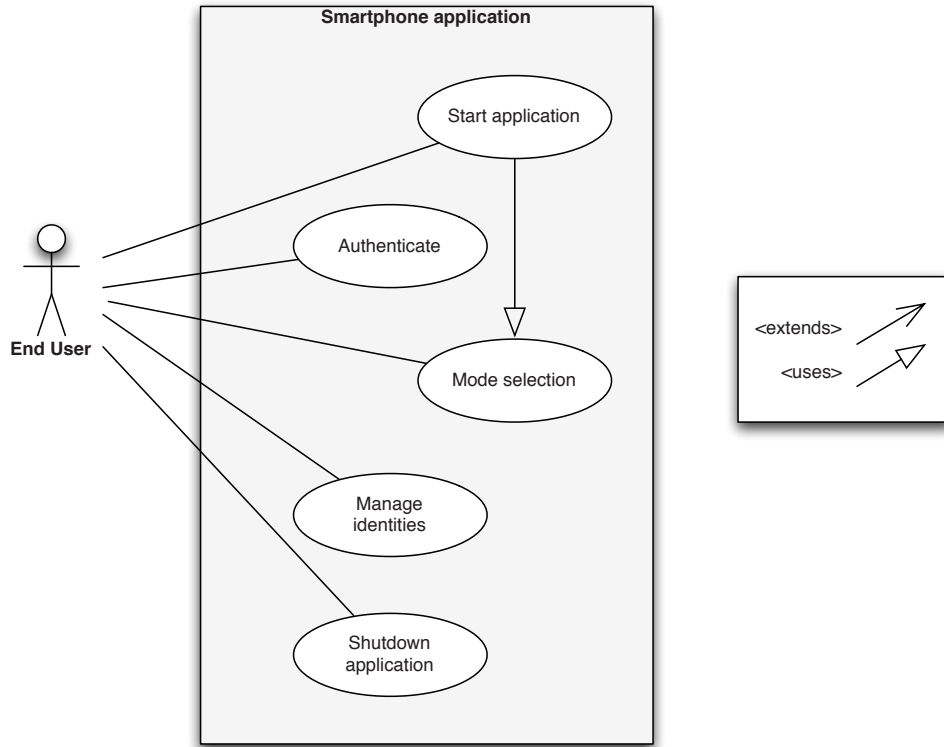 Smartphone application
Start application
Authenticate
End User
Mode selection
Manage
identities
Shutdown
application
<extends>
<uses>